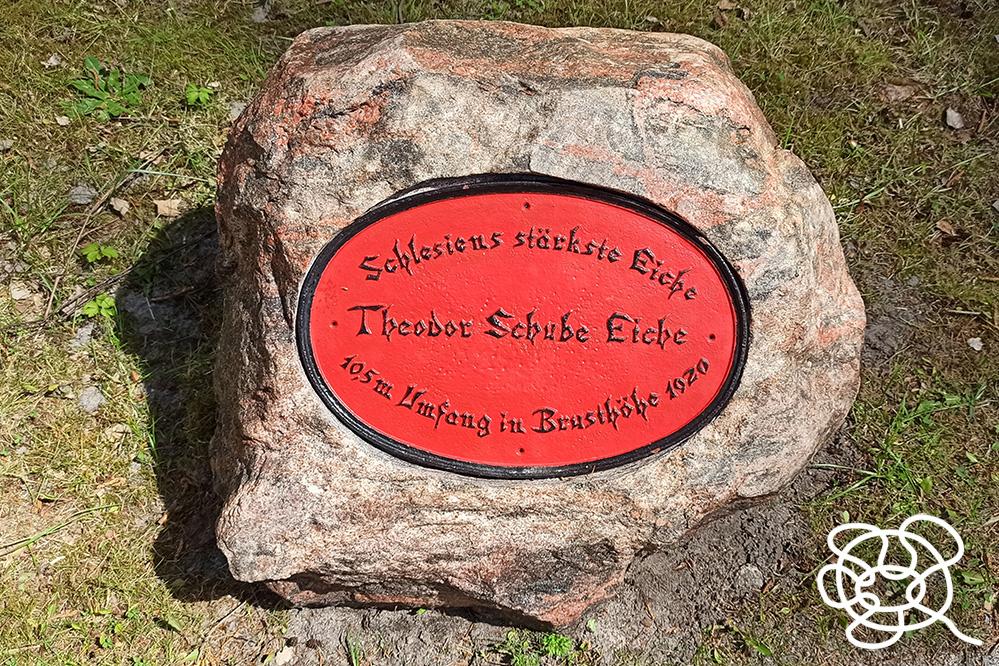 Schlesiens stärkste Eiche
Theodor Schube Eiche
10,5m Umfang in Brusthöhe 1920